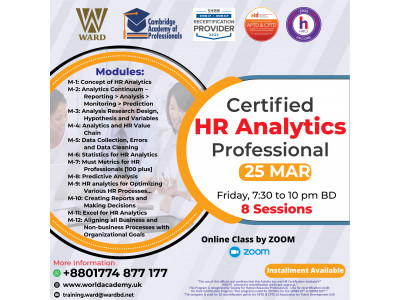 WARD
Cambridge
Academy of
Professionals
SHRM
RECERTIFICATION
PROVIDER
2022
APTD & CPTD
Modules:
M-1: Concept of HR Analytics
M-2: Analytics Continuum –
Reporting > Analysis >
Monitoring > Prediction
M-3: Analysis Research Design,
Hypothesis and Variables
M-4: Analytics and HR Value
Chain
M-5: Data Collection, Errors
and Data Cleaning
M-6: Statistics for HR Analytics
M-7: Must Metrics for HR
Professionals [100 plus]
M-8: Predictive Analysis
M-9: HR analytics for Optimizing
Various HR Processes...
M-10: Creating Reports and
Making Decisions
M-11: Excel for HR Analytics
M-12: Aligning all Business and
Non-business Processes with
Organizational Goals
Certified
HR Analytics
Professional
25 MAR
Friday, 7:30 to 10 pm BD
8 Sessions
Online Class by ZOOM
zoom
Installment Available
More Information
+8801774 877 177
www.worldacademy.uk
training.ward@wardbd.net